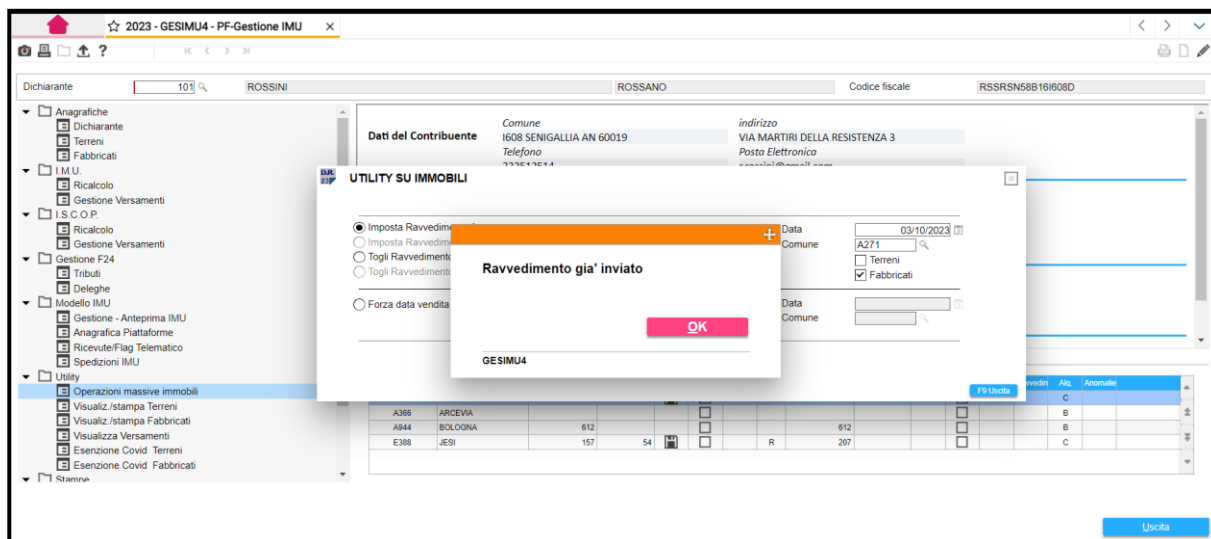 2023 - GESIMU4 - PF-Gestione IMU
Dichiarante 101 ROSSINI ROSSANO Codice fiscale RSSRSN58B16I608D
Anagrafiche
Dichiarante
Terreni
Fabbricati
I.M.U.
Ricalcolo
Gestione Versamenti
I.S.C.O.P.
Ricalcolo
Gestione Versamenti
Gestione F24
Tributi
Deleghe
Modello IMU
Gestione - Anteprima IMU
Anagrafica Piattaforme
Ricevute/Flag Telematico
Spedizioni IMU
Utility
Operazioni massive immobili
Visualiz./stampa Terreni
Visualiz./stampa Fabbricati
Visualizza Versamenti
Esenzione Covid Terreni
Esenzione Covid Fabbricati
Stampe
Dati del Contribuente
Comune indirizzo
I608 SENIGALLIA AN 60019 VIA MARTIRI DELLA RESISTENZA 3
Telefono Posta Elettronica
UTILITY SU IMMOBILI
Imposta
Imposta
Togli Ravvedimento
Togli Ravvedimento
Forza data vendita
Data 03/10/2023
Comune A271
Terreni
Fabbricati
Data
Comune
F9 Uscita
Ravvedimento gia' inviato
OK
GESIMU4
Alq. Anomalie
C
A366 ARCEVIA B
A944 BOLOGNA 612 612 B
E388 JESI 157 54 R 207 C
Uscita